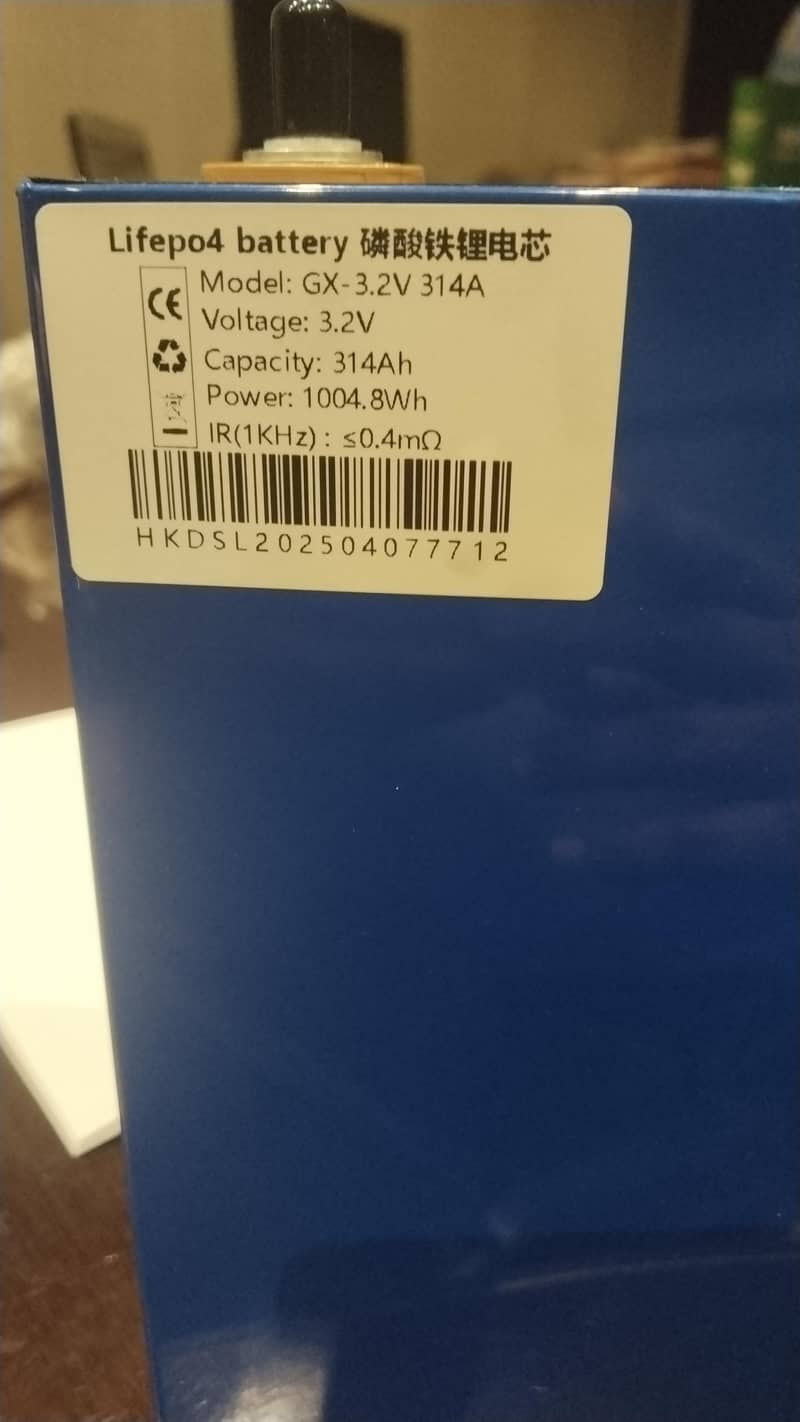 Lifepo4 battery 磷酸铁锂电芯
CE
Model: GX-3.2V 314A
Voltage: 3.2V
Capacity: 314Ah
Power: 1004.8Wh
IR(1KHz) : ≤0.4mΩ
HKDSL202504077712